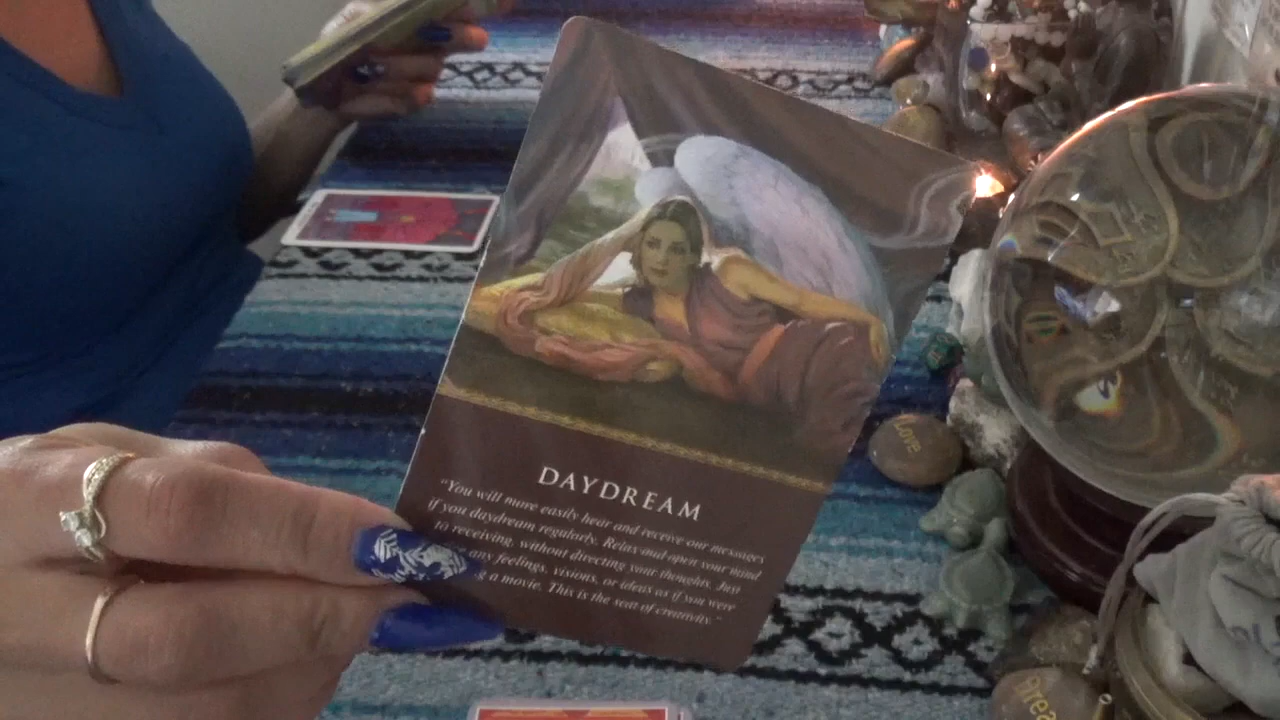 DAYDREAM
"You will more easily hear and receive our messages
if you daydream regularly. Relax and open your mind
to receiving, without directing your thoughts. Just
any feelings, visions, or ideas as if you were
a movie. This is the seat of creativity."
Love